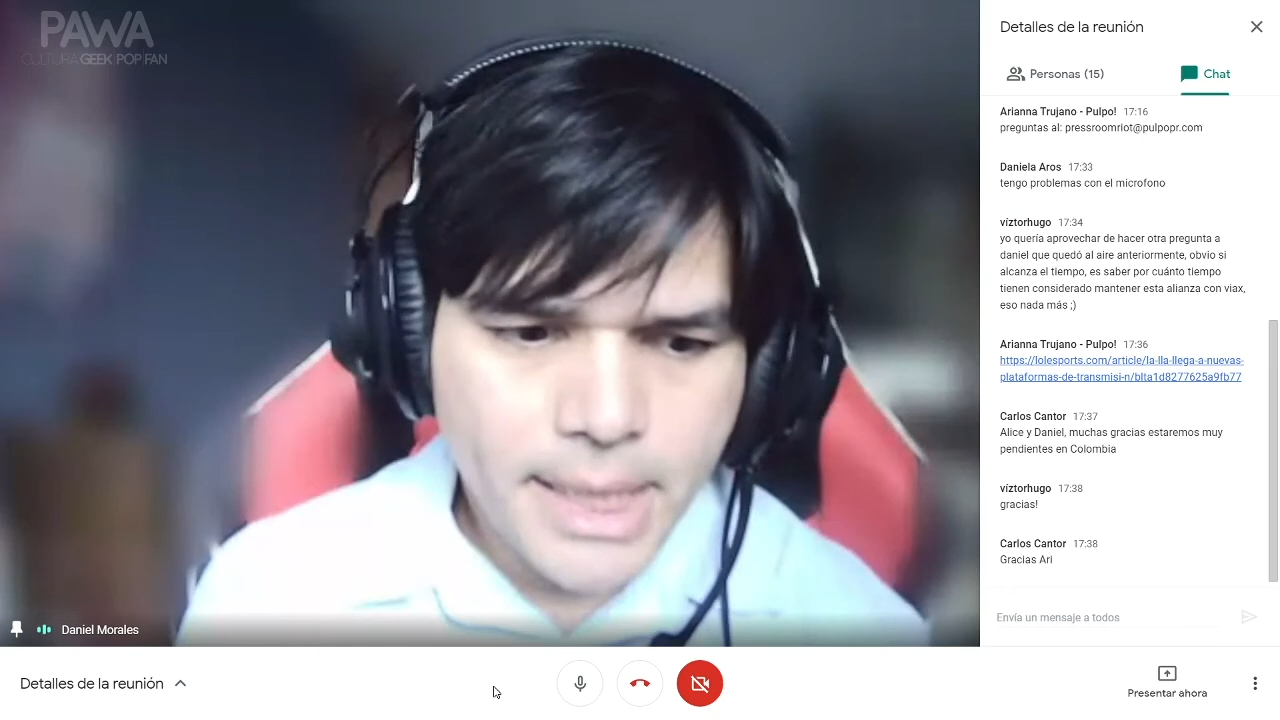 PAWA
CULTURA GEEK POP FAN
Daniel Morales
Detalles de la reunión
Personas (15)
Chat
Arianna Trujano - Pulpo! 17:16
preguntas al: pressroomriot@pulpopr.com
Daniela Aros 17:33
tengo problemas con el microfono
víztorhugo 17:34
yo quería aprovechar de hacer otra pregunta a
daniel que quedó al aire anteriormente, obvio si
alcanza el tiempo, es saber por cuánto tiempo
tienen considerado mantener esta alianza con viax,
eso nada más ;)
Arianna Trujano - Pulpo! 17:36
https://lolesports.com/article/la-lla-llega-a-nuevas-
plataformas-de-transmisi-n/blta1d8277625a9fb77
Carlos Cantor 17:37
Alice y Daniel, muchas gracias estaremos muy
pendientes en Colombia
víztorhugo 17:38
gracias!
Carlos Cantor 17:38
Gracias Ari
Envía un mensaje a todos
Detalles de la reunión
Presentar ahora